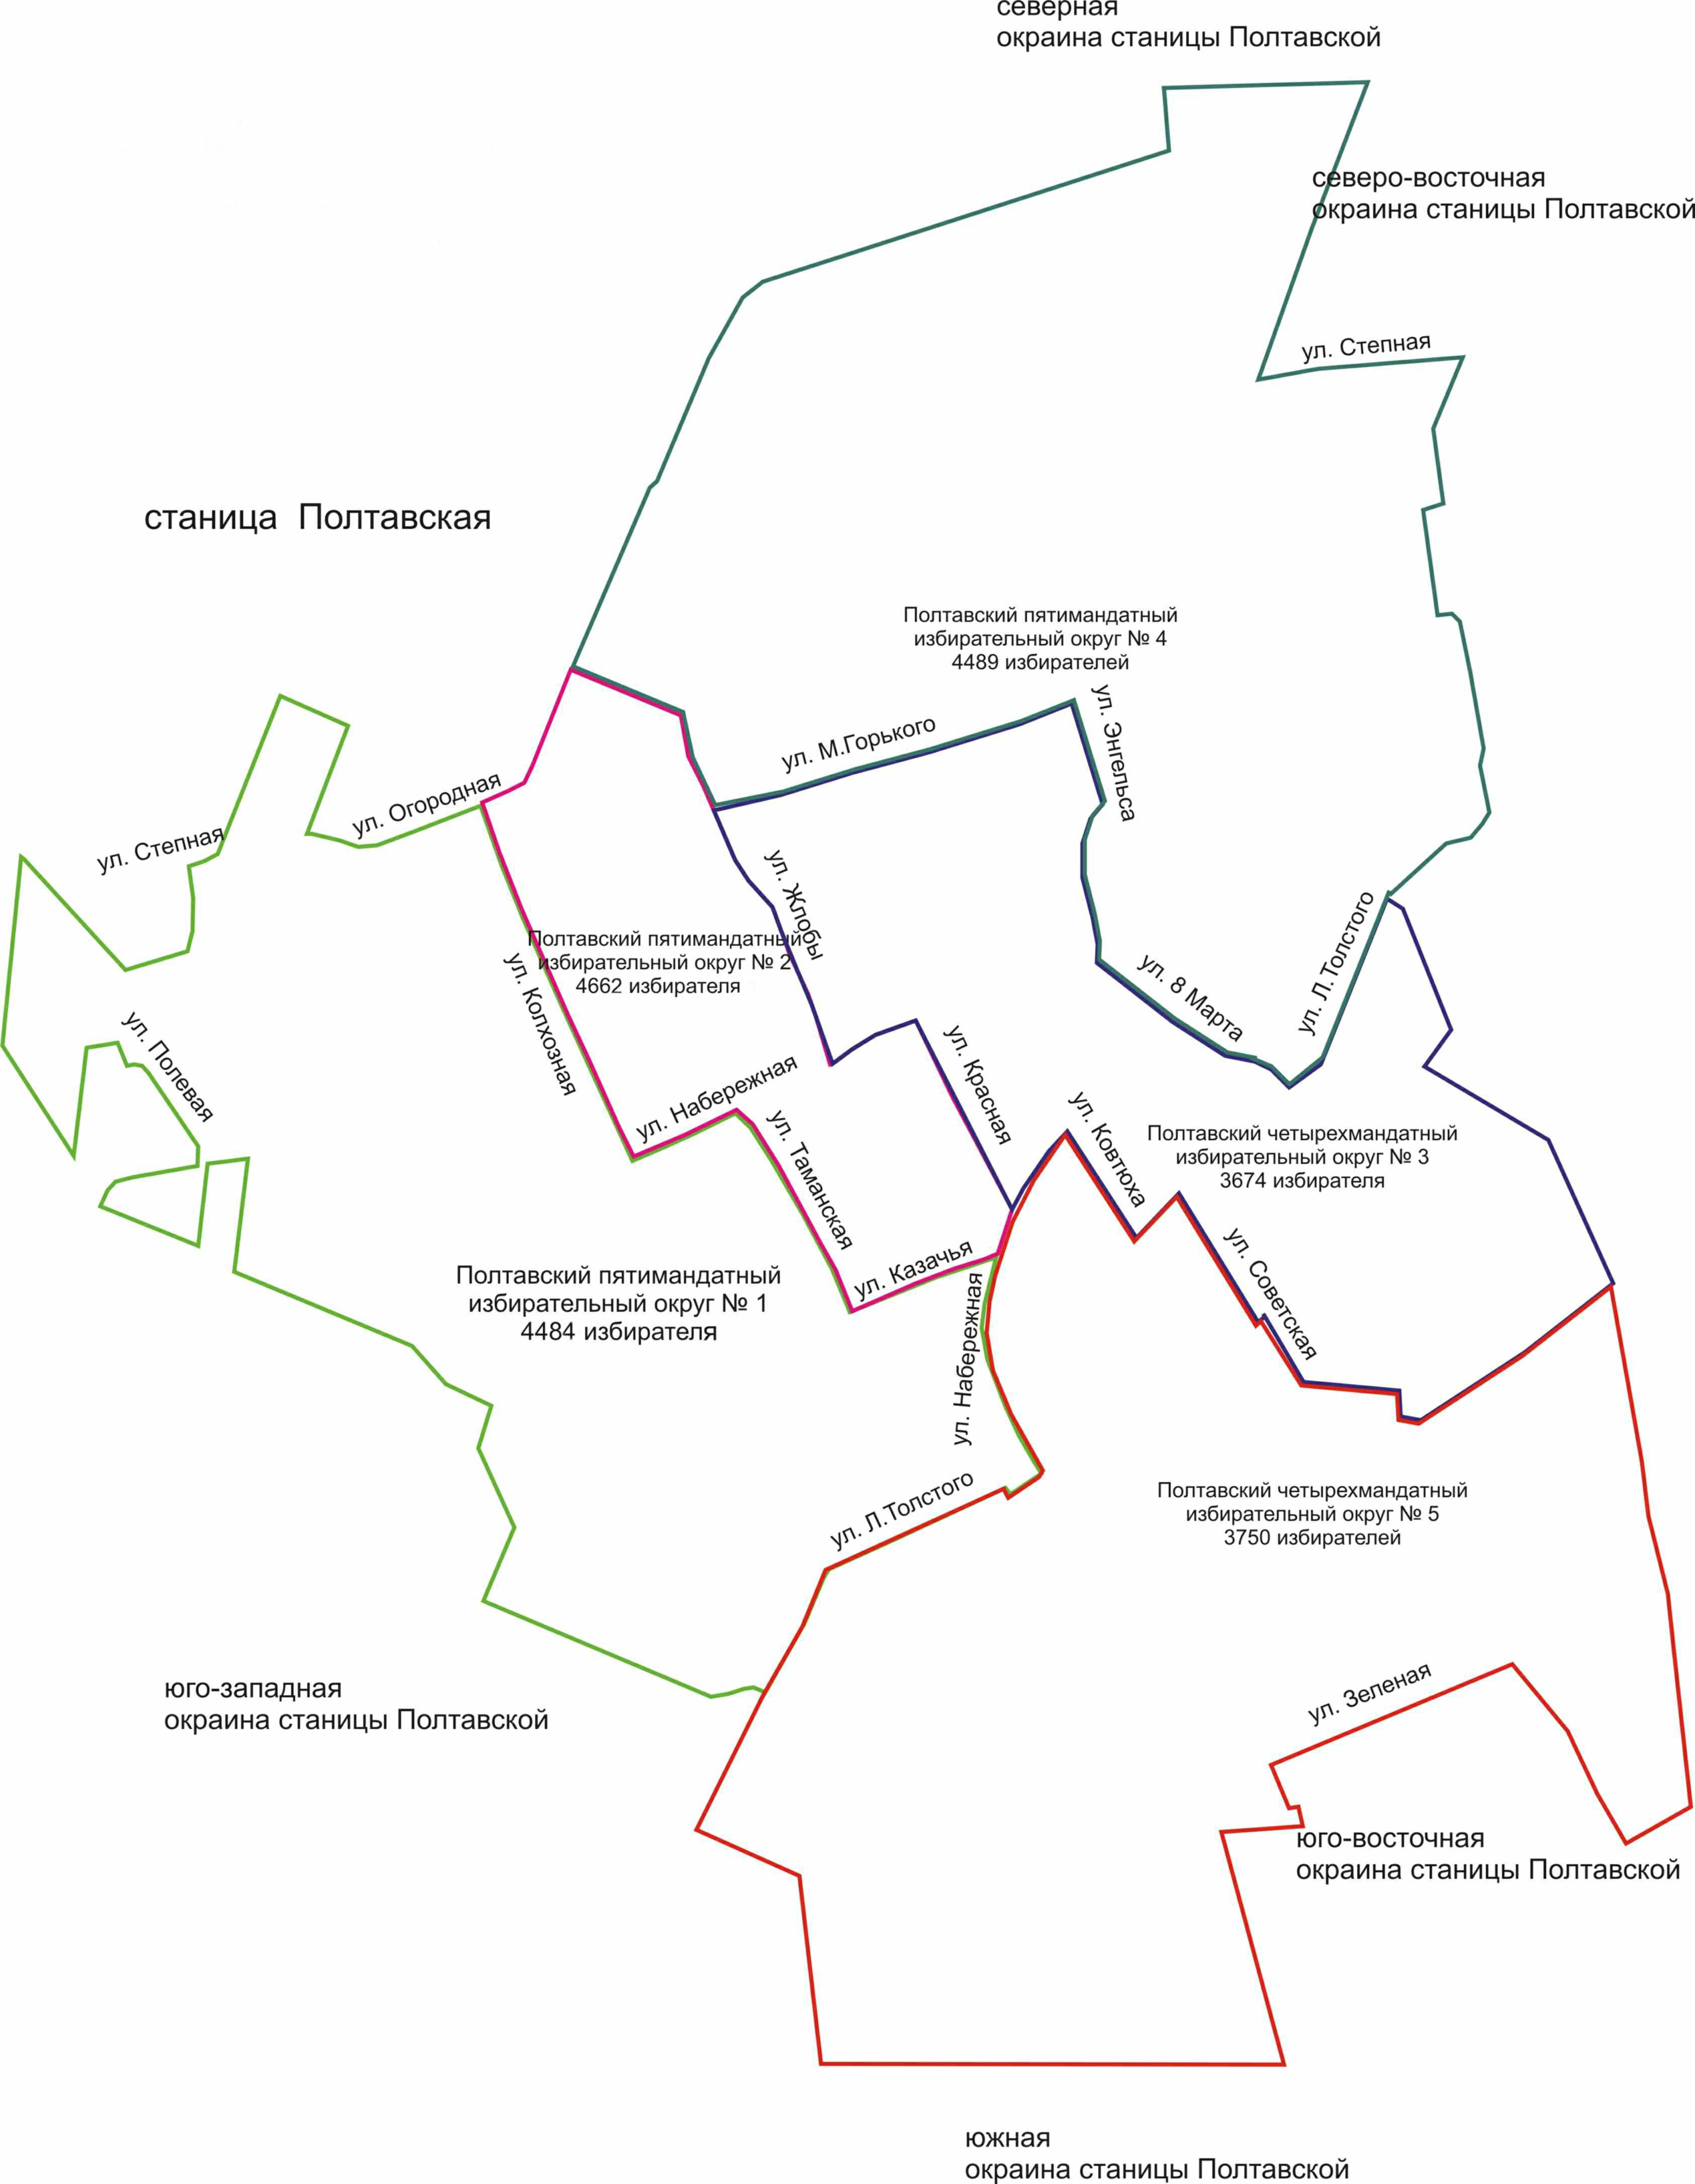 северная
окраина станицы Полтавской
северо-восточная
окраина станицы Полтавской
ул. Степная
станица Полтавская
Полтавский пятимандатный
избирательный округ № 4
4489 избирателей
ул. М.Горького
ул. Энгельса
ул. Огородная
ул. Степная
ул. Жлобы
ул. Л.Толстого
Полтавский пятимандатный
избирательный округ № 2
4662 избирателя
ул. Колхозная
ул. 8 Марта
ул. Полевая
ул. Набережная
ул. Красная
ул. Таманская
ул. Ковтюха
Полтавский четырехмандатный
избирательный округ № 3
3674 избирателя
ул. Казачья
ул. Советская
Полтавский пятимандатный
избирательный округ № 1
4484 избирателя
ул. Набережная
ул. Л.Толстого
Полтавский четырехмандатный
избирательный округ № 5
3750 избирателей
юго-западная
окраина станицы Полтавской
ул. Зеленая
юго-восточная
окраина станицы Полтавской
южная
окраина станицы Полтавской